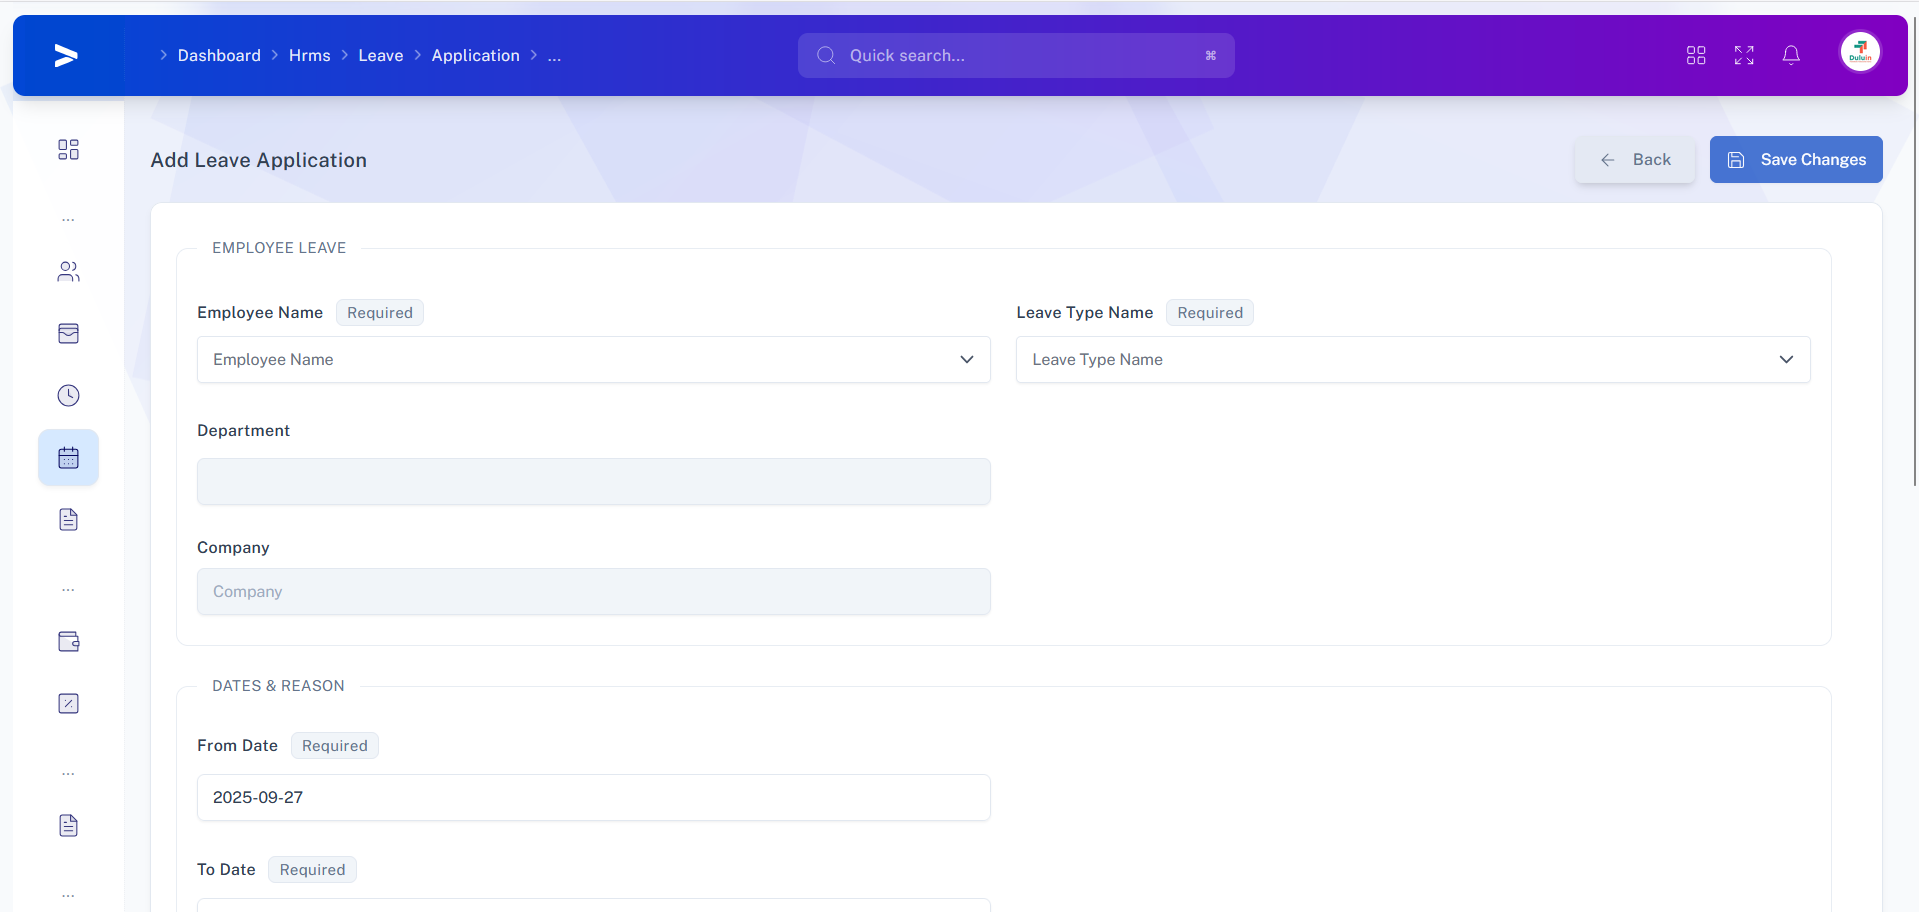 Dashboard Hrms Leave Application ...
Quick search... ⌘
Duluin
Add Leave Application
Back
Save Changes
...
EMPLOYEE LEAVE
Employee Name Required
Leave Type Name Required
Employee Name
Leave Type Name
Department
Company
Company
...
DATES & REASON
From Date Required
2025-09-27
...
To Date Required
...